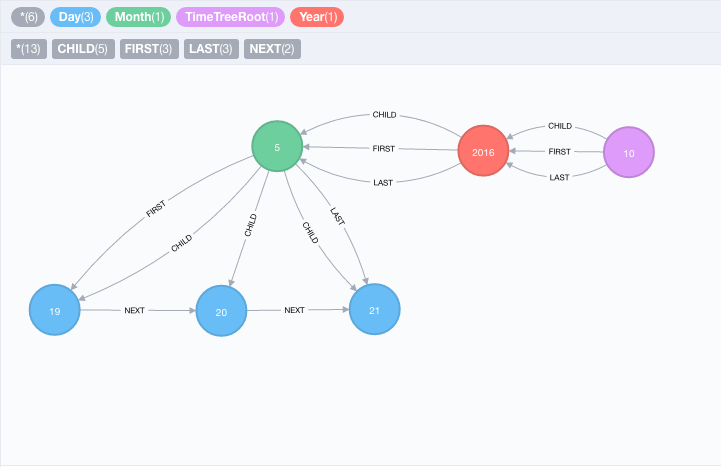 *(6) Day(3) Month(1) TimeTreeRoot(1) Year(1)
*(13) CHILD(5) FIRST(3) LAST(3) NEXT(2)
CHILD
CHILD
5
FIRST
2016
FIRST
10
LAST
LAST
FIRST
CHILD
CHILD
CHILD
LAST
19
NEXT
20
NEXT
21